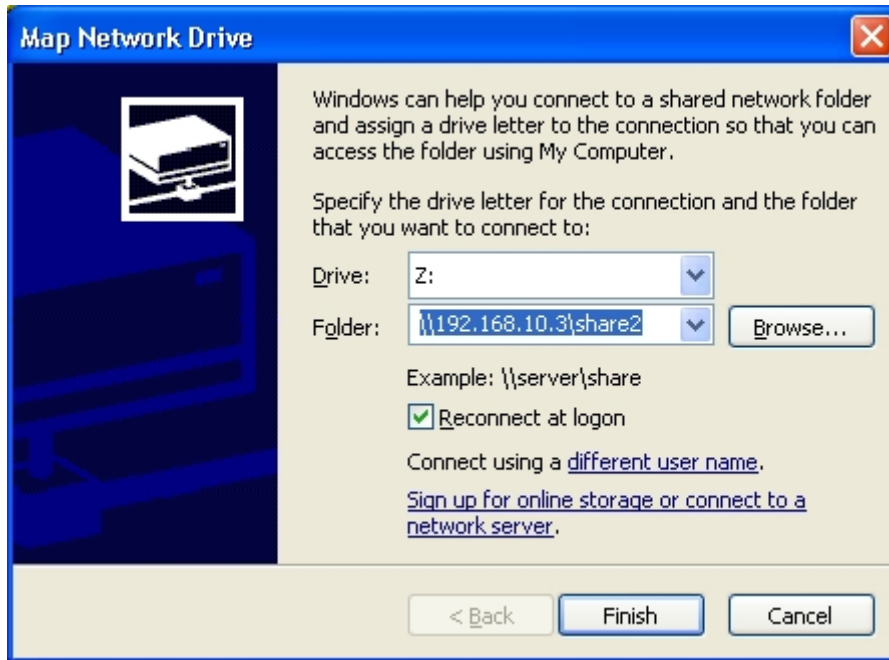 Map Network Drive
Windows can help you connect to a shared network folder
and assign a drive letter to the connection so that you can
access the folder using My Computer.
Specify the drive letter for the connection and the folder
that you want to connect to:
Drive: Z:
Folder: \\192.168.10.3\share2 Browse...
Example: \\server\share
Reconnect at logon
Connect using a different user name.
Sign up for online storage or connect to a
network server.
< Back Finish Cancel